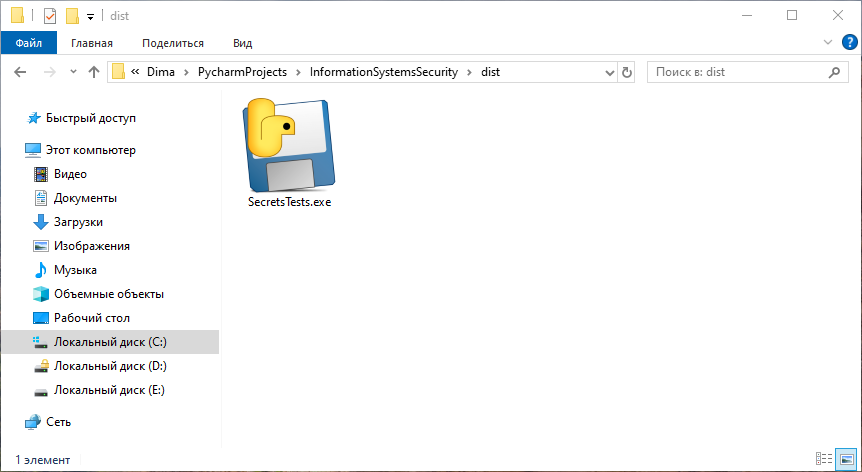 dist
Файл Главная Поделиться Вид
« Dima › PycharmProjects › InformationSystemsSecurity › dist Поиск в: dist
Быстрый доступ
Этот компьютер
Видео
Документы
Загрузки
Изображения
Музыка
Объемные объекты
Рабочий стол
Локальный диск (C:)
Локальный диск (D:)
Локальный диск (E:)
Сеть
SecretsTests.exe
1 элемент